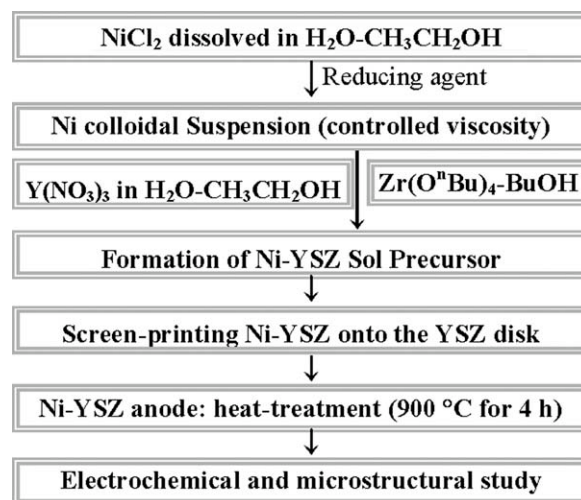 NiCl₂ dissolved in H₂O-CH₃CH₂OH
Reducing agent
Ni colloidal Suspension (controlled viscosity)
Y(NO₃)₃ in H₂O-CH₃CH₂OH
Zr(OⁿBu)₄-BuOH
Formation of Ni-YSZ Sol Precursor
Screen-printing Ni-YSZ onto the YSZ disk
Ni-YSZ anode: heat-treatment (900 °C for 4 h)
Electrochemical and microstructural study